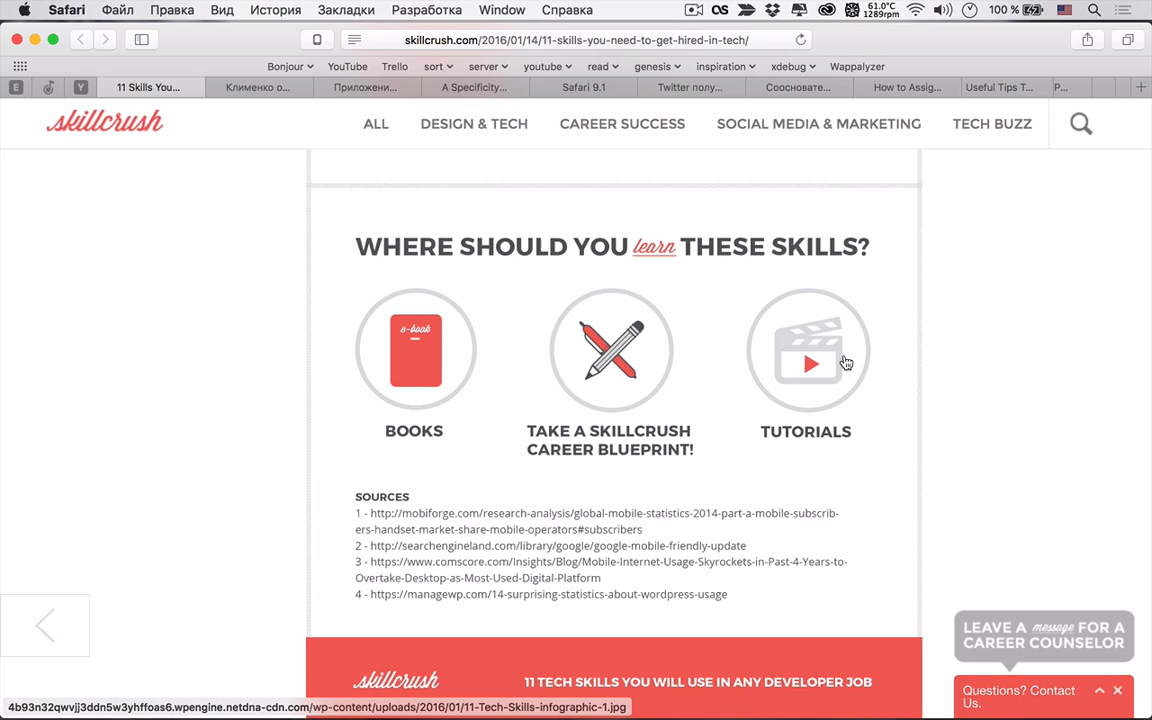 Safari Файл Правка Вид История Закладки Разработка Window Справка 61.0°C 1289rpm 100 %
skillcrush.com/2016/01/14/11-skills-you-need-to-get-hired-in-tech/
Bonjour YouTube Trello sort server youtube read genesis inspiration xdebug Wappalyzer
E Y 11 Skills You... Клименко о... Приложени... A Specificity... Safari 9.1 Twitter полу... Сооснoвате... How to Assig... Useful Tips T... P...
skillcrush ALL DESIGN & TECH CAREER SUCCESS SOCIAL MEDIA & MARKETING TECH BUZZ
WHERE SHOULD YOU learn THESE SKILLS?
e-book
BOOKS
TAKE A SKILLCRUSH
CAREER BLUEPRINT!
TUTORIALS
SOURCES
1 - http://mobiforge.com/research-analysis/global-mobile-statistics-2014-part-a-mobile-subscrib-
ers-handset-market-share-mobile-operators#subscribers
2 - http://searchengineland.com/library/google/google-mobile-friendly-update
3 - https://www.comscore.com/Insights/Blog/Mobile-Internet-Usage-Skyrockets-in-Past-4-Years-to-
Overtake-Desktop-as-Most-Used-Digital-Platform
4 - https://managewp.com/14-surprising-statistics-about-wordpress-usage
LEAVE A message FOR A
CAREER COUNSELOR
skillcrush 11 TECH SKILLS YOU WILL USE IN ANY DEVELOPER JOB
Questions? Contact
Us.
4b93n32qwvjj3ddn5w3yhffoas6.wpengine.netdna-cdn.com/wp-content/uploads/2016/01/11-Tech-Skills-infographic-1.jpg